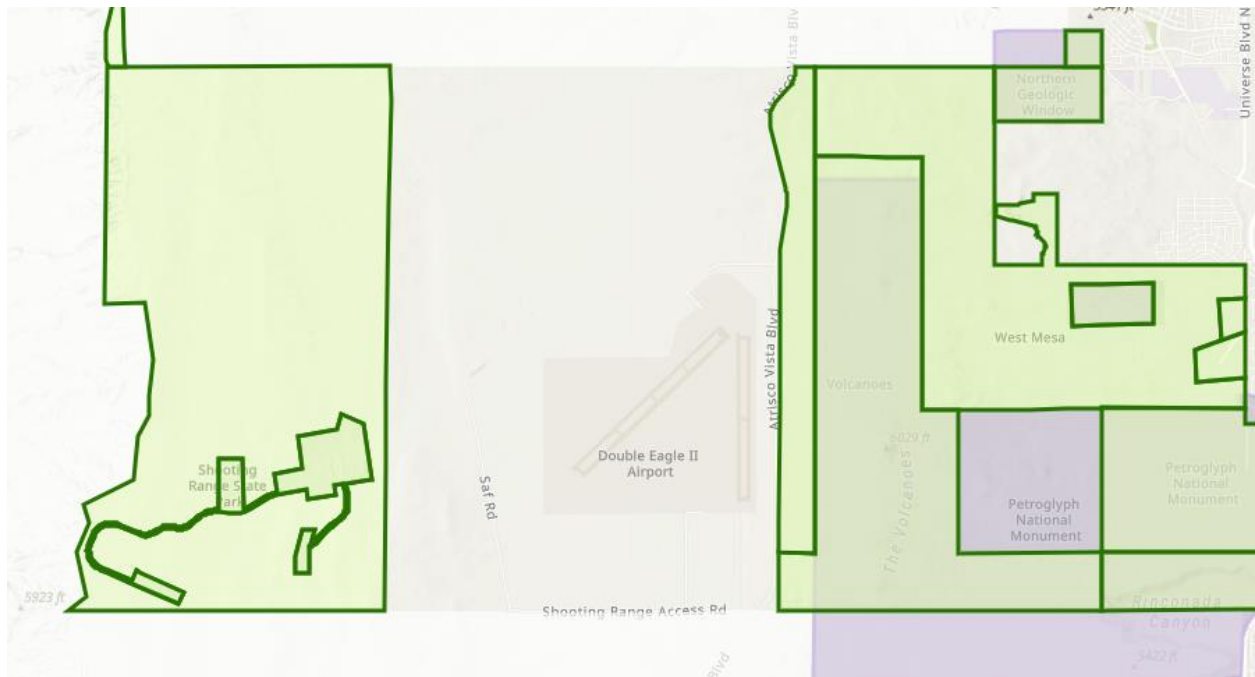 Atrisco Vista Blv
Universe Blvd N
Atrisco Vista Blvd
Northern
Geologic
Window
West Mesa
Volcanoes
6029 ft
The Volcanoes
Double Eagle II
Airport
Saf Rd
Shooting
Range State
Park
Petroglyph
National
Monument
Petroglyph
National
Monument
5923 ft
Shooting Range Access Rd
Rinconada
Canyon
5422 ft
Blvd